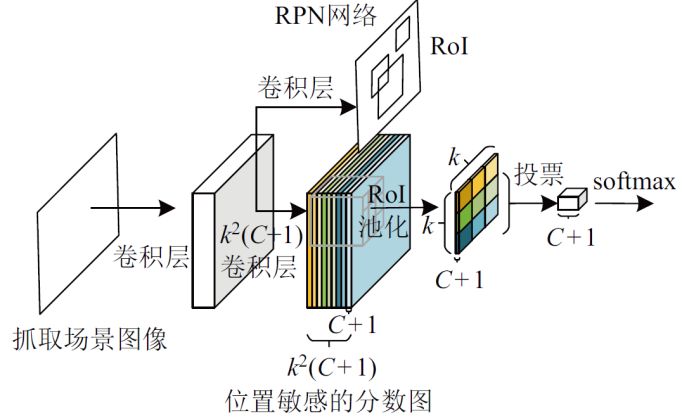 RPN网络
RoI
卷积层
卷积层
抓取场景图像
k²(C+1)
卷积层
RoI
池化
C+1
k²(C+1)
位置敏感的分数图
k
k
C+1
投票
C+1
softmax